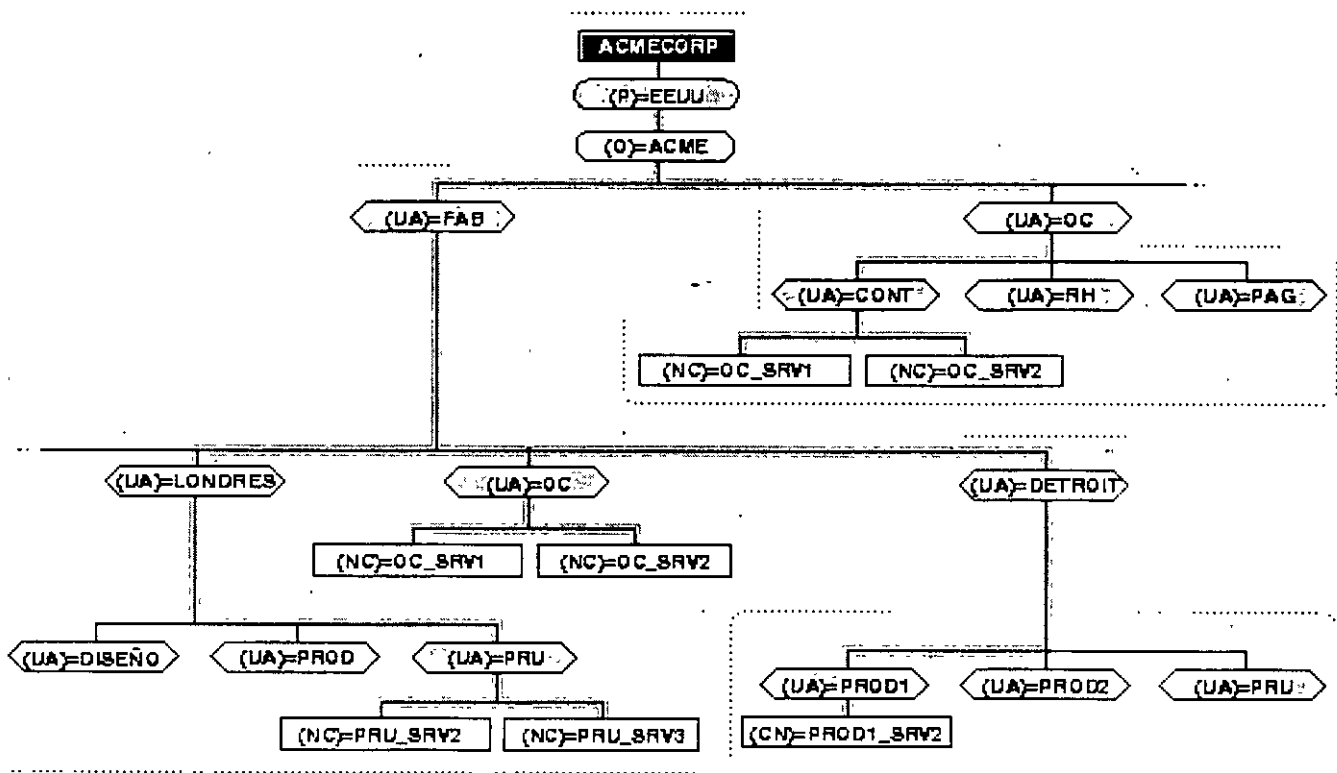 ACMECORP
(P)=EEUU
(O)=ACME
(UA)=FAB
(UA)=OC
(UA)=CONT
(UA)=RH
(UA)=PAG
(NC)=OC_SRV1
(NC)=OC_SRV2
(UA)=LONDRES
(UA)=OC
(UA)=DETROIT
(NC)=OC_SRV1
(NC)=OC_SRV2
(UA)=DISEÑO
(UA)=PROD
(UA)=PRU
(UA)=PROD1
(UA)=PROD2
(UA)=PRU
(NC)=PRU_SRV2
(NC)=PRU_SRV3
(CN)=PROD1_SRV2